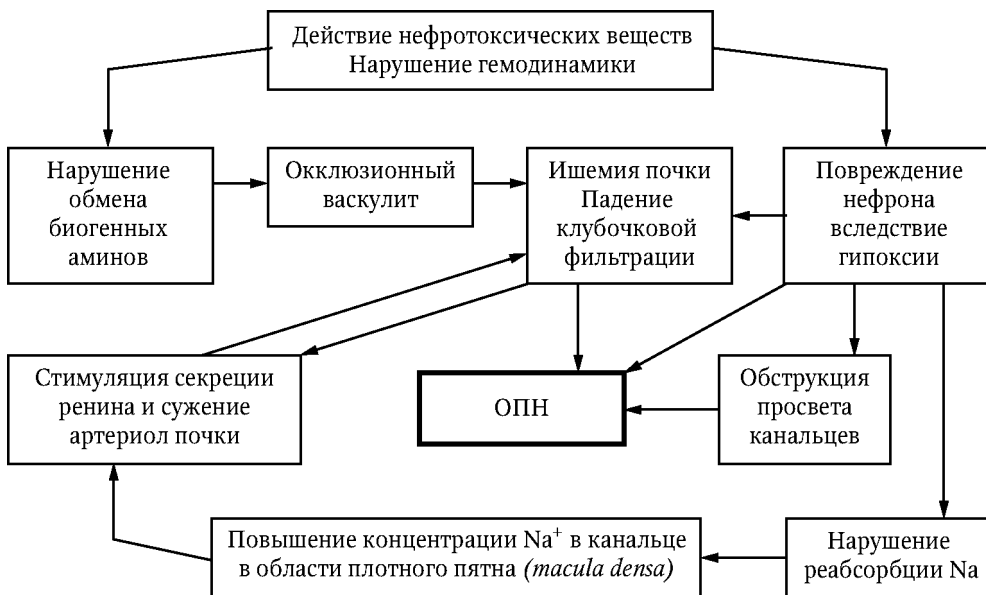 Действие нефротоксических веществ
Нарушение гемодинамики
Нарушение
обмена
биогенных
аминов
Окклюзионный
васкулит
Ишемия почки
Падение
клубочковой
фильтрации
Повреждение
нефрона
вследствие
гипоксии
Стимуляция секреции
ренина и сужение
артериол почки
ОПН
Обструкция
просвета
канальцев
Повышение концентрации Na⁺ в канальце
в области плотного пятна (macula densa)
Нарушение
реабсорбции Na